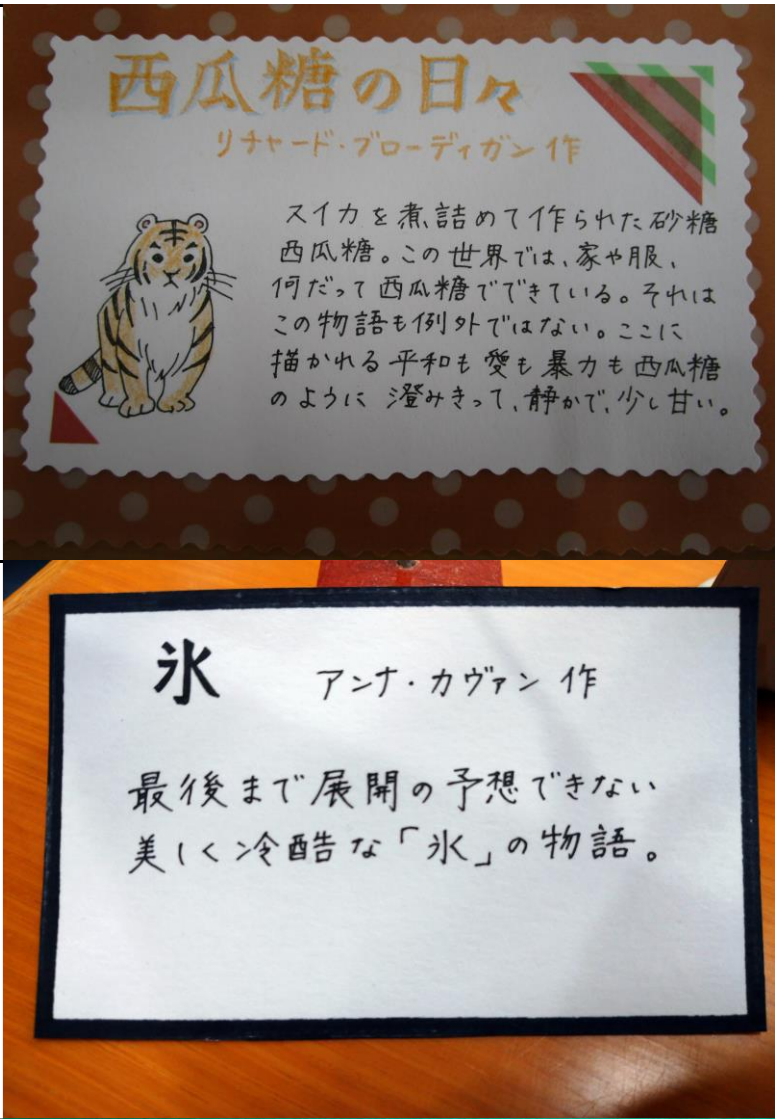 西瓜糖の日々
リチャード・ブローディガン作
スイカを煮詰めて作られた砂糖
西瓜糖。この世界では、家や服、
何だって西瓜糖でできている。それは
この物語も例外ではない。ここに
描かれる平和も愛も暴力も西瓜糖
のように澄みきって、静かで、少し甘い。
氷 アンナ・カヴァン 作
最後まで展開の予想できない
美しく冷酷な「氷」の物語。